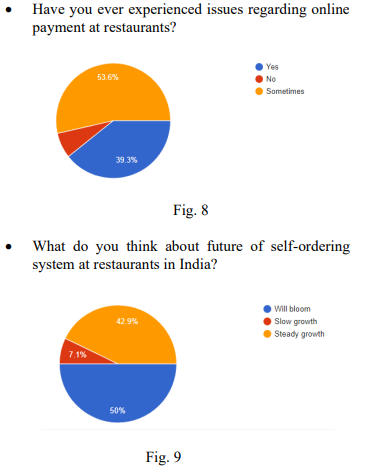 • Have you ever experienced issues regarding online
payment at restaurants?
53.6%
39.3%
Yes
No
Sometimes
Fig. 8
• What do you think about future of self-ordering
system at restaurants in India?
42.9%
7.1%
50%
Will bloom
Slow growth
Steady growth
Fig. 9